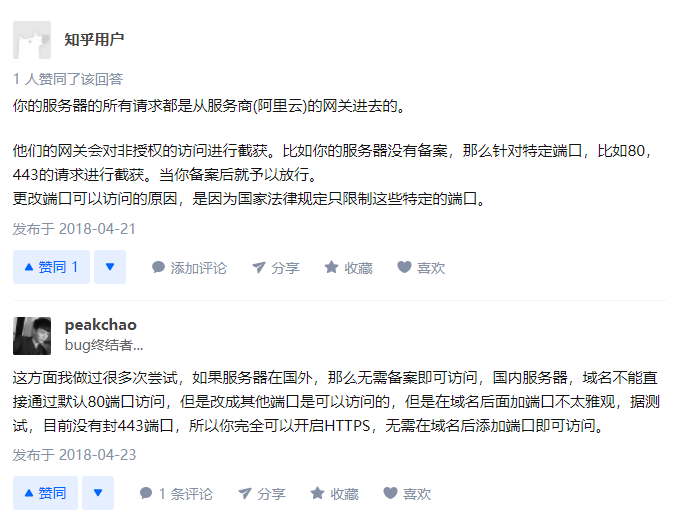 知乎用户
1 人赞同了该回答
你的服务器的所有请求都是从服务商(阿里云)的网关进去的。
他们的网关会对非授权的访问进行截获。比如你的服务器没有备案，那么针对特定端口，比如80，
443的请求进行截获。当你备案后就予以放行。
更改端口可以访问的原因，是因为国家法律规定只限制这些特定的端口。
发布于 2018-04-21
赞同 1 添加评论 分享 收藏 喜欢
peakchao
bug终结者...
这方面我做过很多次尝试，如果服务器在国外，那么无需备案即可访问，国内服务器，域名不能直
接通过默认80端口访问，但是改成其他端口是可以访问的，但是在域名后面加端口不太雅观，据测
试，目前没有封443端口，所以你完全可以开启HTTPS，无需在域名后添加端口即可访问。
发布于 2018-04-23
赞同 1 条评论 分享 收藏 喜欢